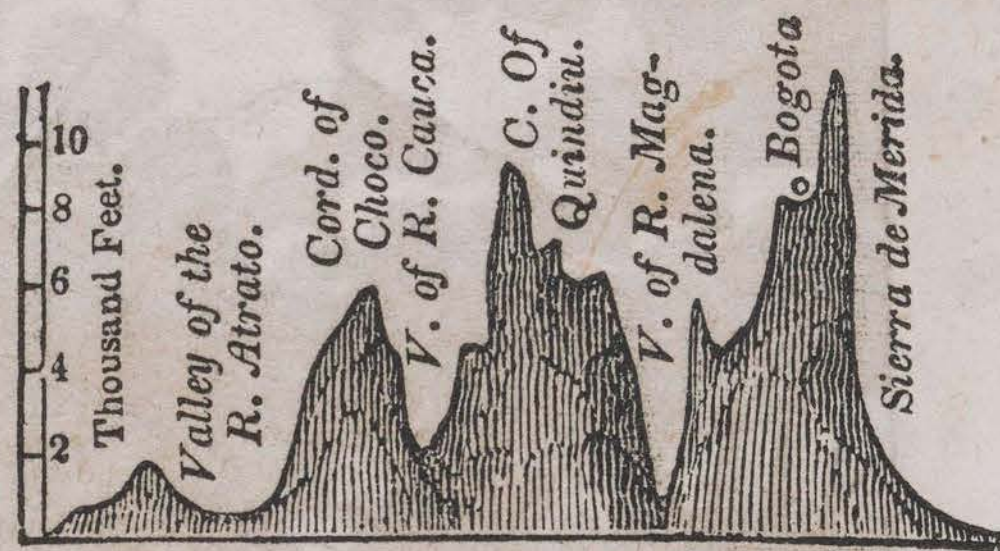 10
8
6
4
2
Thousand Feet.
Valley of the
R. Atrato.
Cord. of
Choco.
V. of R. Cauca.
C. Of
Quindiu.
V. of R. Mag-
dalena.
Bogota
Sierra de Merida.